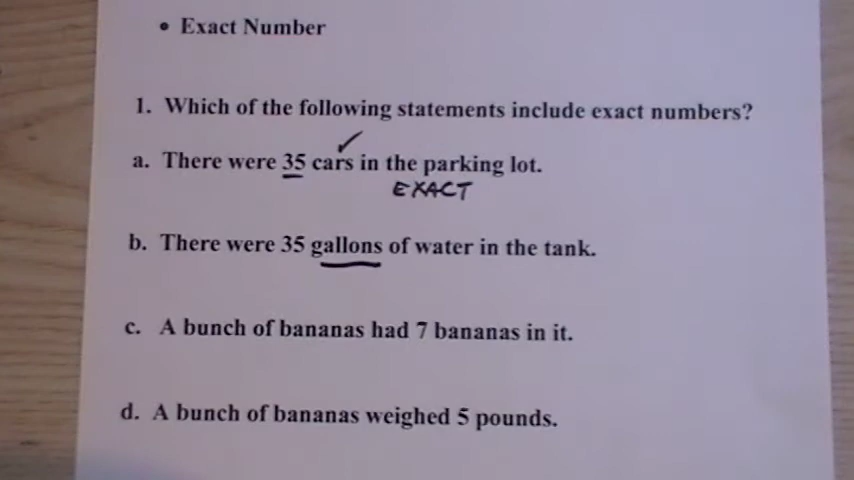 • Exact Number
1. Which of the following statements include exact numbers?
a. There were 35 cars in the parking lot.
EXACT
b. There were 35 gallons of water in the tank.
c. A bunch of bananas had 7 bananas in it.
d. A bunch of bananas weighed 5 pounds.